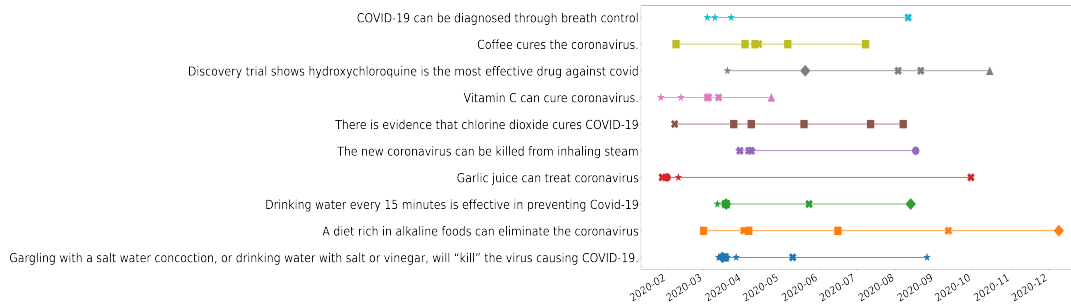 COVID-19 can be diagnosed through breath control
Coffee cures the coronavirus.
Discovery trial shows hydroxychloroquine is the most effective drug against covid
Vitamin C can cure coronavirus.
There is evidence that chlorine dioxide cures COVID-19
The new coronavirus can be killed from inhaling steam
Garlic juice can treat coronavirus
Drinking water every 15 minutes is effective in preventing Covid-19
A diet rich in alkaline foods can eliminate the coronavirus
Gargling with a salt water concoction, or drinking water with salt or vinegar, will “kill” the virus causing COVID-19.
2020-02 2020-03 2020-04 2020-05 2020-06 2020-07 2020-08 2020-09 2020-10 2020-11 2020-12